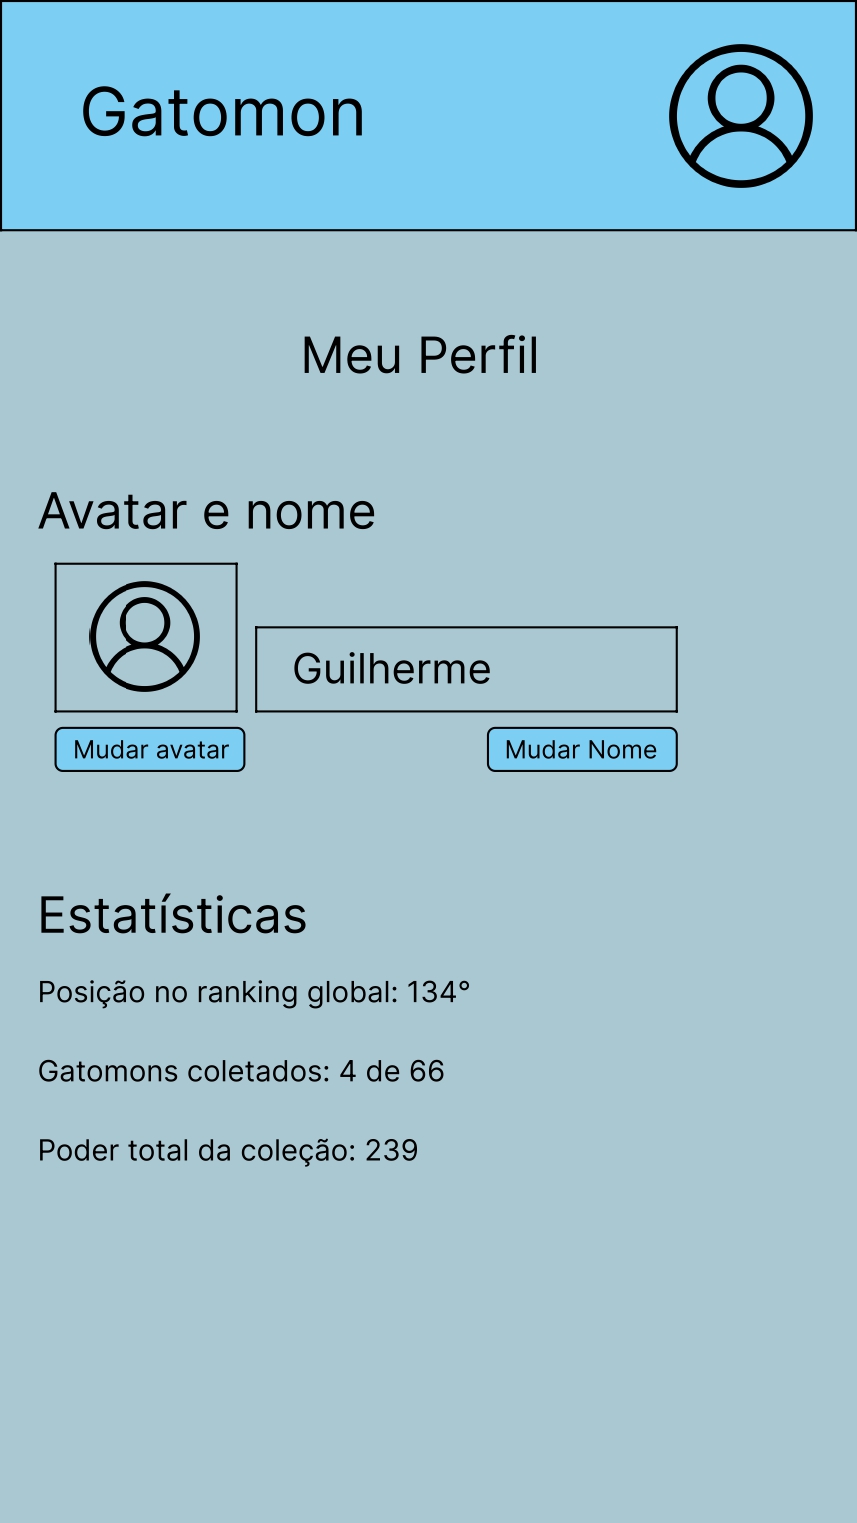 Gatomon
Meu Perfil
Avatar e nome
Guilherme
Mudar avatar
Mudar Nome
Estatísticas
Posição no ranking global: 134°
Gatomons coletados: 4 de 66
Poder total da coleção: 239